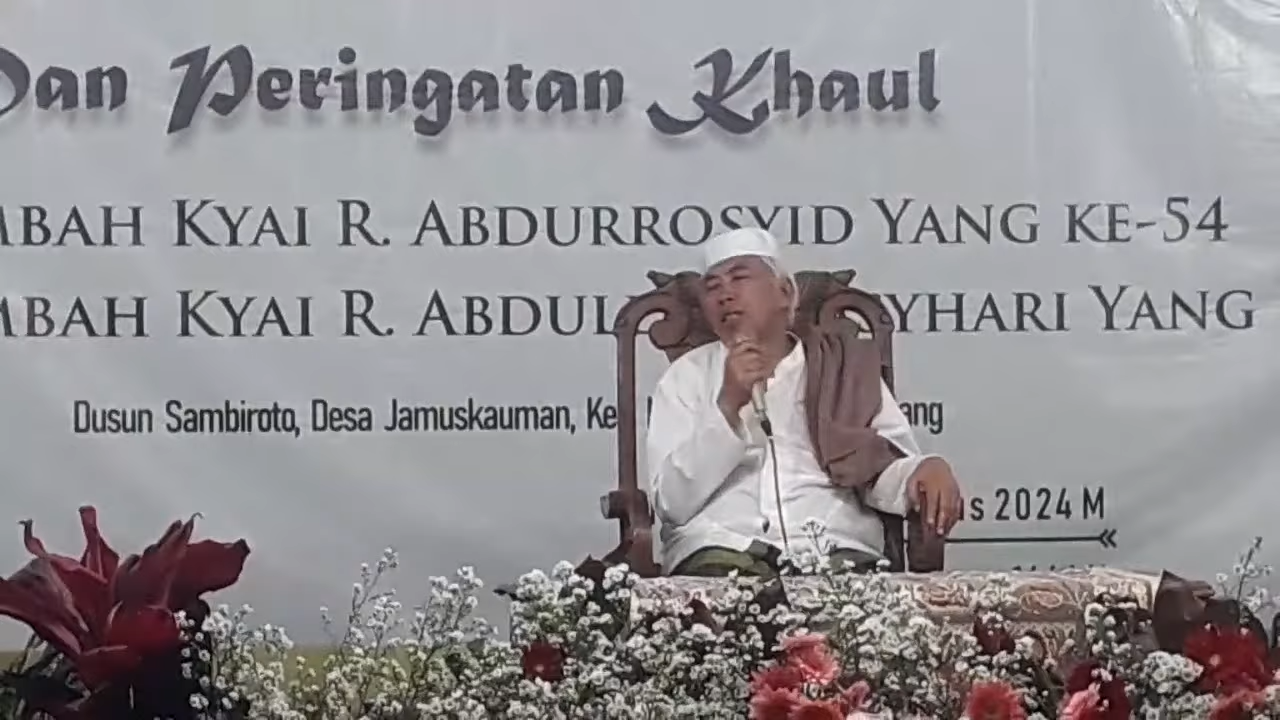 Dan Peringatan Khaul
MBAH KYAI R. ABDURROSYID YANG KE-54
MBAH KYAI R. ABDUL YHARI YANG
Dusun Sambiroto, Desa Jamuskauman, Ke ang
us 2024 M